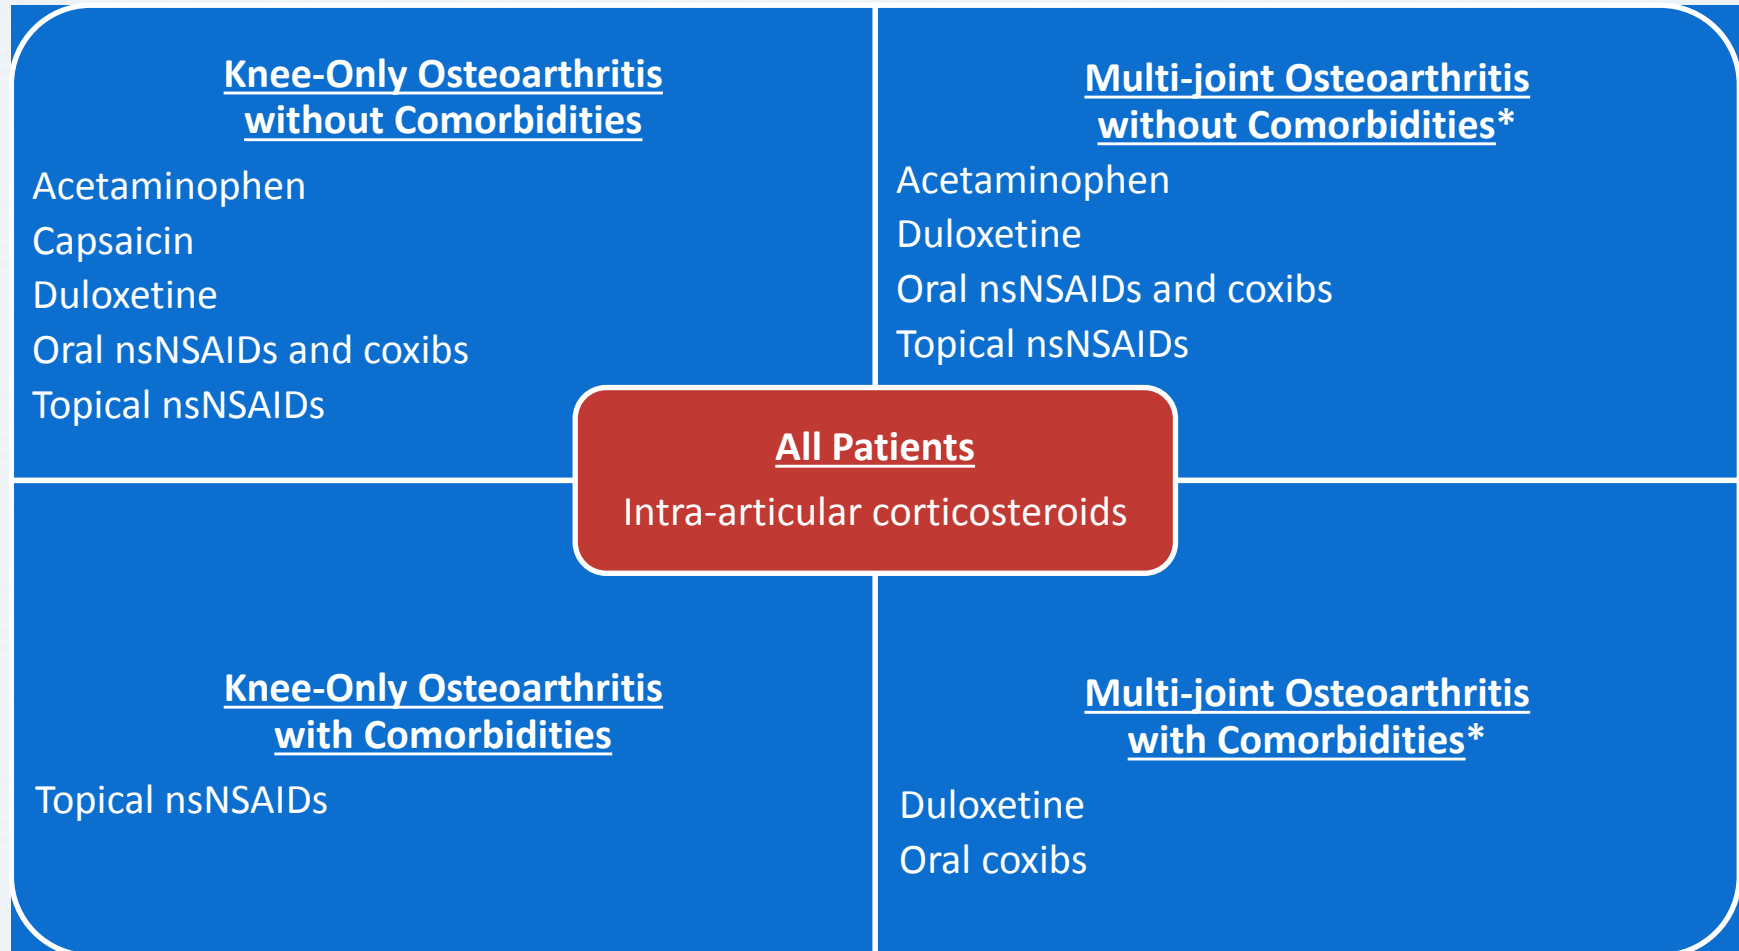 Knee-Only Osteoarthritis
without Comorbidities
Acetaminophen
Capsaicin
Duloxetine
Oral nsNSAIDs and coxibs
Topical nsNSAIDs
Multi-joint Osteoarthritis
without Comorbidities*
Acetaminophen
Duloxetine
Oral nsNSAIDs and coxibs
Topical nsNSAIDs
All Patients
Intra-articular corticosteroids
Knee-Only Osteoarthritis
with Comorbidities
Topical nsNSAIDs
Multi-joint Osteoarthritis
with Comorbidities*
Duloxetine
Oral coxibs